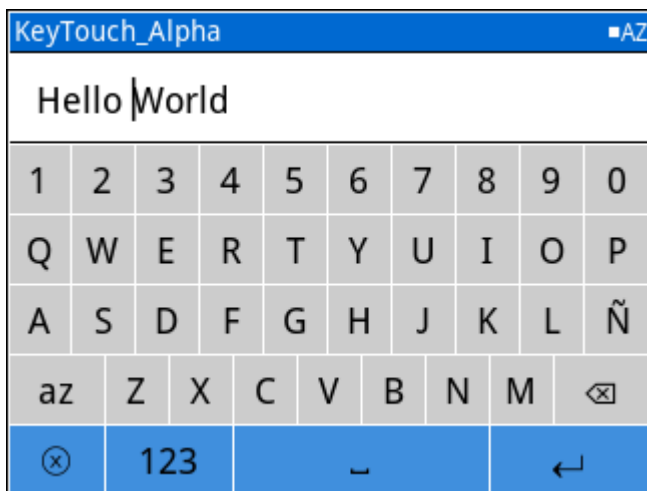 KeyTouch_Alpha ■AZ
Hello World
1 2 3 4 5 6 7 8 9 0
Q W E R T Y U I O P
A S D F G H J K L Ñ
az Z X C V B N M ⌫
ⓧ 123 ⎵ ↵